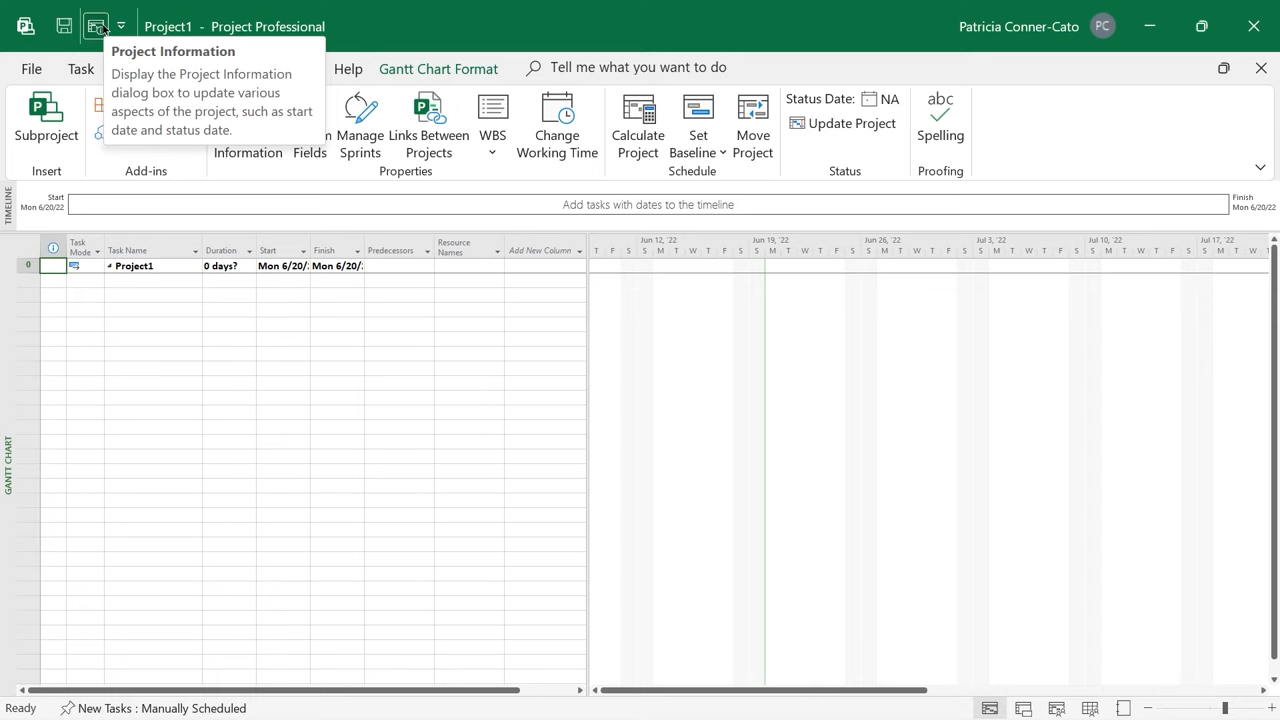 Project1 - Project Professional
Patricia Conner-Cato
PC
Project Information
Display the Project Information
dialog box to update various
aspects of the project, such as start
date and status date.
File
Task
Help
Gantt Chart Format
Tell me what you want to do
Subproject
Insert
Add-ins
Information
Fields
Manage
Sprints
Links Between
Projects
WBS
Change
Working Time
Properties
Calculate
Project
Set
Baseline
Move
Project
Schedule
Status Date: NA
Update Project
Status
abc
Spelling
Proofing
TIMELINE
Start
Mon 6/20/22
Add tasks with dates to the timeline
Finish
Mon 6/20/22
Task
Mode
Task Name
Duration
Start
Finish
Predecessors
Resource
Names
Add New Column
Jun 12, '22
Jun 19, '22
Jun 26, '22
Jul 3, '22
Jul 10, '22
Jul 17, '22
T F S S M T W T F S S M T W T F S S M T W T F S S M T W T F S S M T W T F S S M T W
0 Project1 0 days? Mon 6/20/ Mon 6/20/
GANTT CHART
Ready
New Tasks : Manually Scheduled